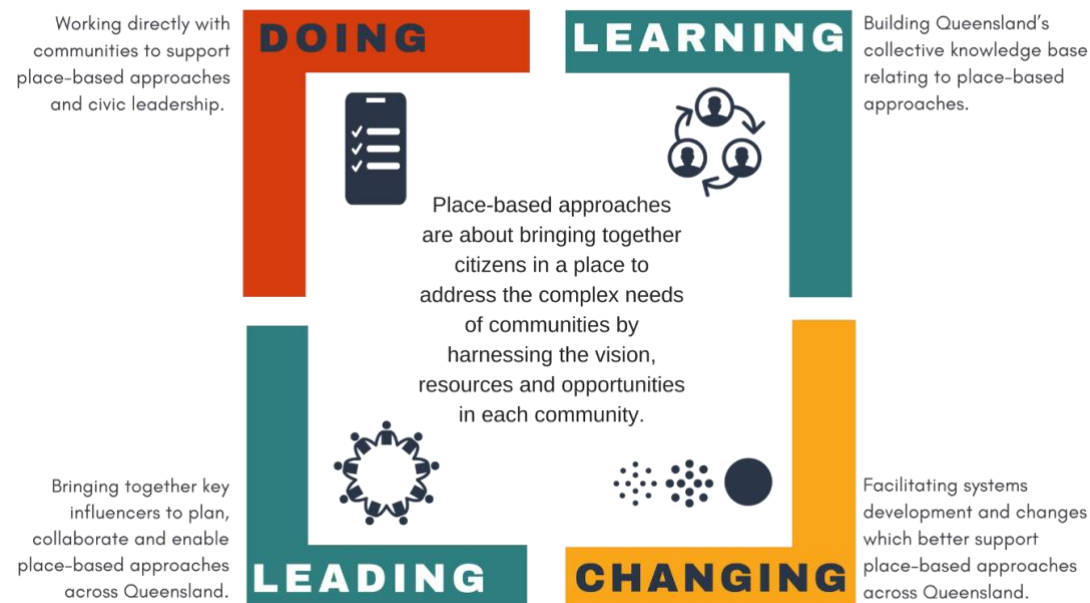 Working directly with
communities to support
place-based approaches
and civic leadership.
DOING
LEARNING
Building Queensland's
collective knowledge base
relating to place-based
approaches.
Place-based approaches
are about bringing together
citizens in a place to
address the complex needs
of communities by
harnessing the vision,
resources and opportunities
in each community.
Bringing together key
influencers to plan,
collaborate and enable
place-based approaches
across Queensland.
LEADING
CHANGING
Facilitating systems
development and changes
which better support
place-based approaches
across Queensland.